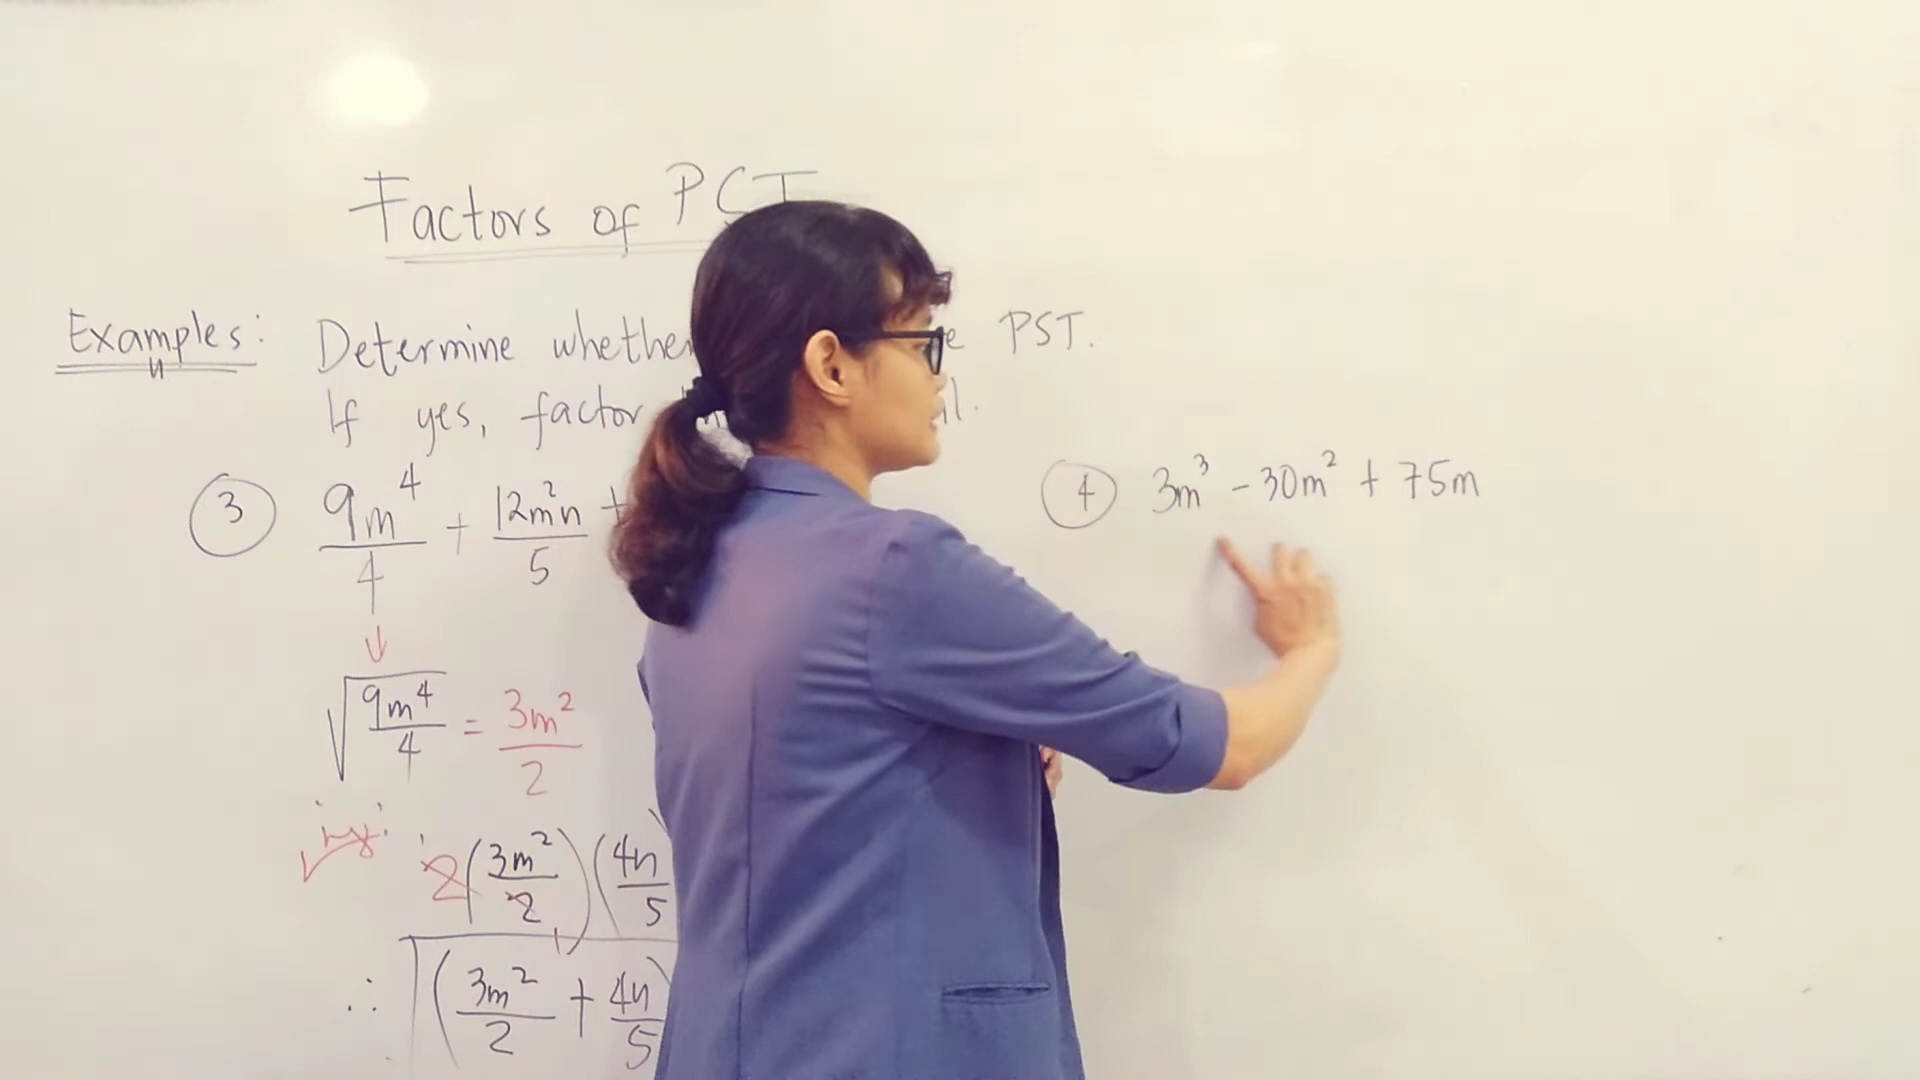 Factors of PST
Examples: Determine whether PST.
If yes, factor
③ 9m⁴/4 + 12m²n/5 +
√(9m⁴/4) = 3m²/2
2(3m²/2)(4n/5
∴ (3m²/2 + 4n/5)
④ 3m³ - 30m² + 75m